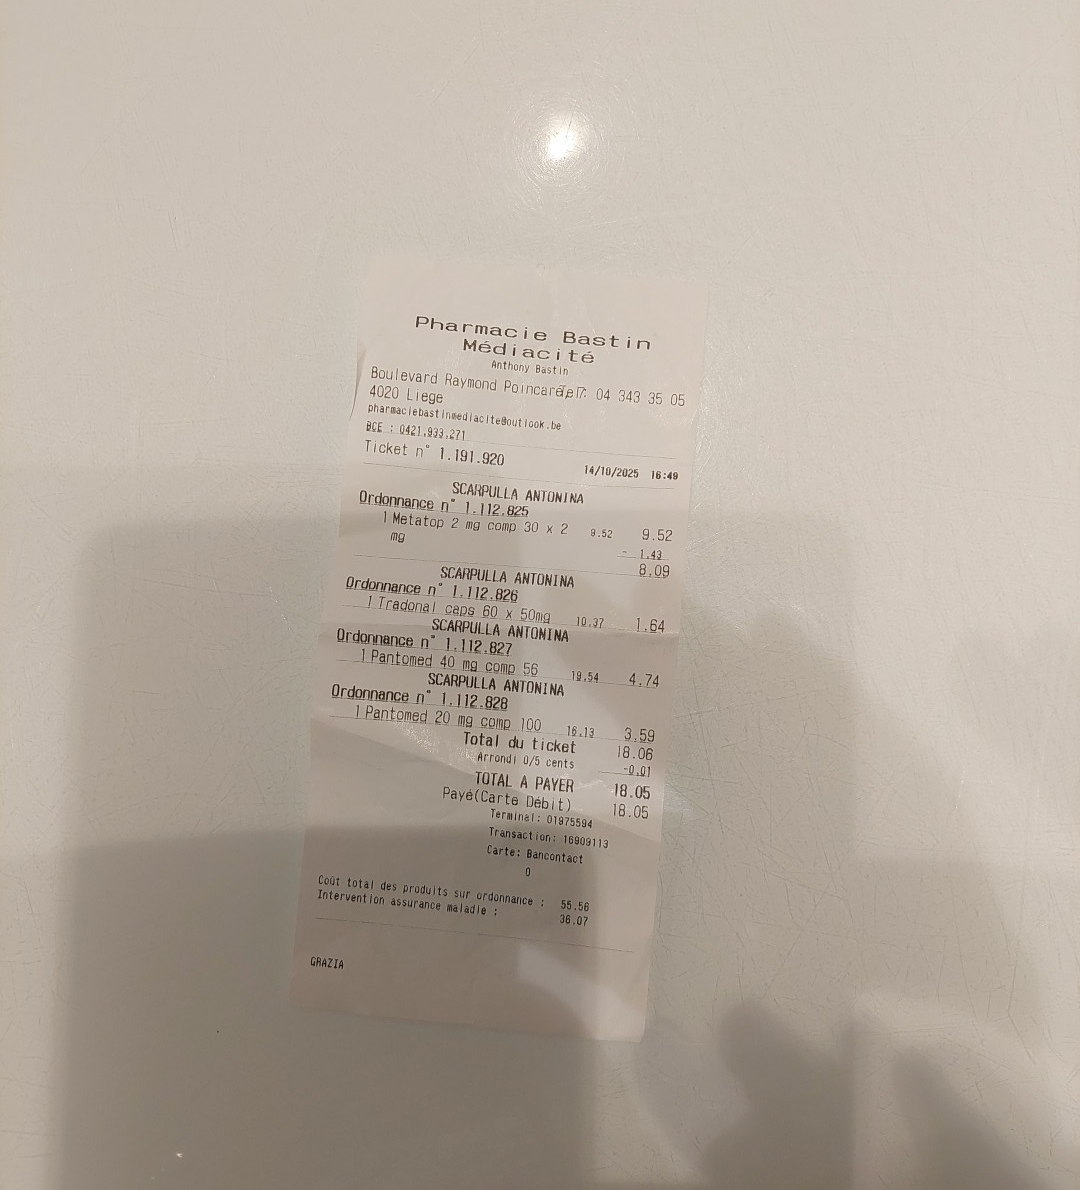 Pharmacie Bastin
Médiacité
Anthony Bastin
Boulevard Raymond Poincaré 7 Tel: 04 343 35 05
4020 Liege
pharmaciebastinmediacite@outlook.be
BCE : 0421.933.271
Ticket n° 1.191.920 14/10/2025 16:49
SCARPULLA ANTONINA
Ordonnance n° 1.112.825
1 Metatop 2 mg comp 30 x 2 9.52 9.52
mg - 1.43
8.09
SCARPULLA ANTONINA
Ordonnance n° 1.112.826
1 Tradonal caps 60 x 50mg 10.37 1.64
SCARPULLA ANTONINA
Ordonnance n° 1.112.827
1 Pantomed 40 mg comp 56 19.54 4.74
SCARPULLA ANTONINA
Ordonnance n° 1.112.828
1 Pantomed 20 mg comp 100 16.13 3.59
Total du ticket 18.06
Arrondi 0/5 cents -0.01
TOTAL A PAYER 18.05
Payé(Carte Débit) 18.05
Terminal: 01975594
Transaction: 16909113
Carte: Bancontact
0
Coût total des produits sur ordonnance : 55.56
Intervention assurance maladie : 36.07
GRAZIA